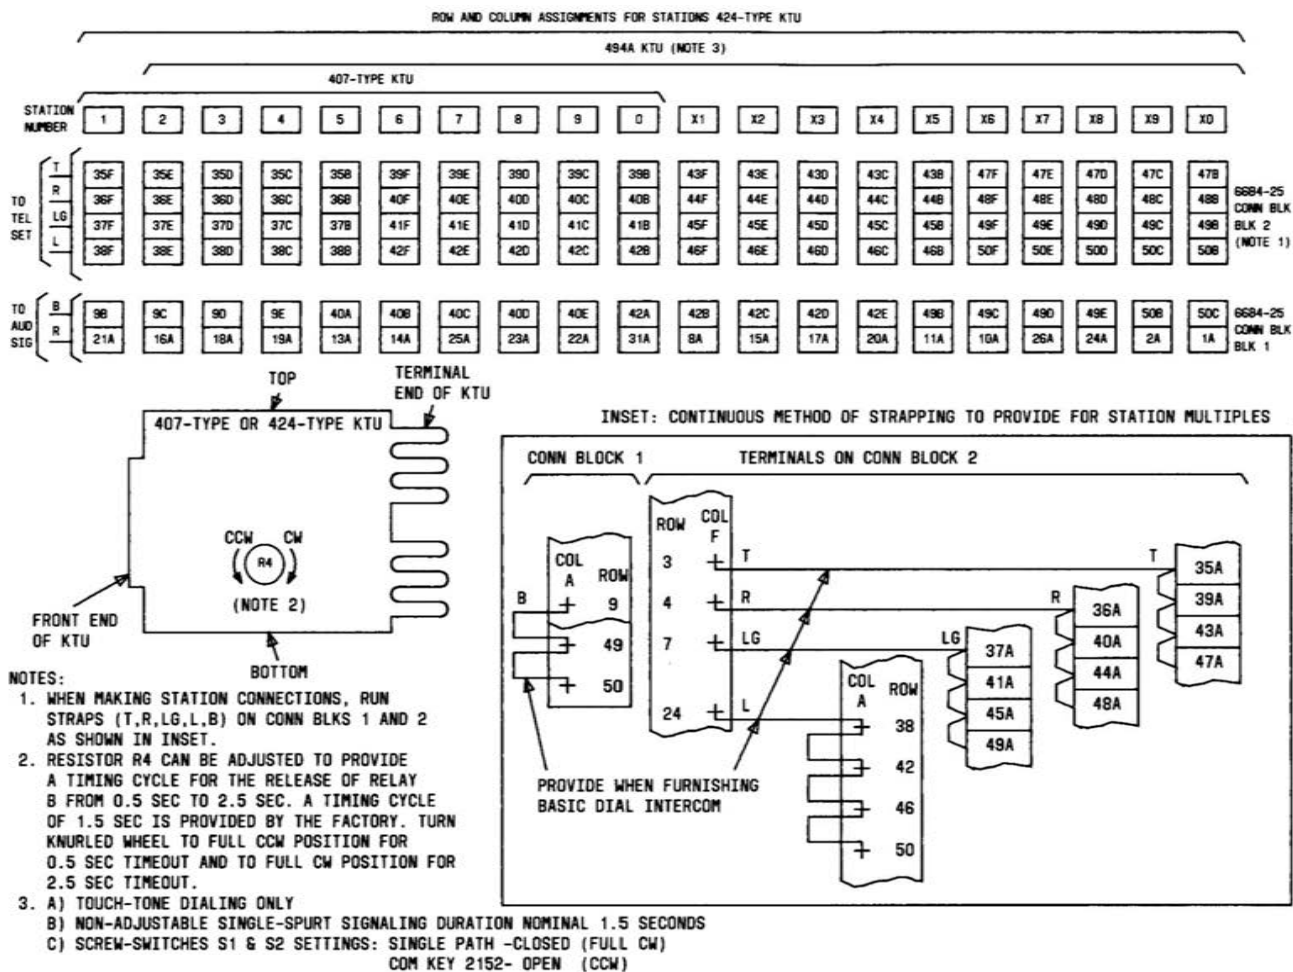 ROW AND COLUMN ASSIGNMENTS FOR STATIONS 424-TYPE KTU
494A KTU (NOTE 3)
407-TYPE KTU
STATION NUMBER 1 2 3 4 5 6 7 8 9 0 X1 X2 X3 X4 X5 X6 X7 X8 X9 X0
TO TEL SET
T 35F 35E 35D 35C 35B 39F 39E 39D 39C 39B 43F 43E 43D 43C 43B 47F 47E 47D 47C 47B
R 36F 36E 36D 36C 36B 40F 40E 40D 40C 40B 44F 44E 44D 44C 44B 48F 48E 48D 48C 48B
LG 37F 37E 37D 37C 37B 41F 41E 41D 41C 41B 45F 45E 45D 45C 45B 49F 49E 49D 49C 49B
L 38F 38E 38D 38C 38B 42F 42E 42D 42C 42B 46F 46E 46D 46C 46B 50F 50E 50D 50C 50B
66B4-25
CONN BLK
BLK 2
(NOTE 1)
TO AUD SIG
B 9B 9C 9D 9E 40A 40B 40C 40D 40E 42A 42B 42C 42D 42E 49B 49C 49D 49E 50B 50C
R 21A 16A 18A 19A 13A 14A 25A 23A 22A 31A 8A 15A 17A 20A 11A 10A 26A 24A 2A 1A
66B4-25
CONN BLK
BLK 1
TOP
TERMINAL
END OF KTU
407-TYPE OR 424-TYPE KTU
CCW CW
R4
(NOTE 2)
FRONT END
OF KTU
BOTTOM
INSET: CONTINUOUS METHOD OF STRAPPING TO PROVIDE FOR STATION MULTIPLES
CONN BLOCK 1
TERMINALS ON CONN BLOCK 2
COL A ROW
B 9
49
50
ROW COL F
3 T
4 R
7 LG
24 L
T
35A
39A
43A
47A
R
36A
40A
44A
48A
LG
37A
41A
45A
49A
COL A ROW
38
42
46
50
PROVIDE WHEN FURNISHING
BASIC DIAL INTERCOM
NOTES:
1. WHEN MAKING STATION CONNECTIONS, RUN
STRAPS (T,R,LG,L,B) ON CONN BLKS 1 AND 2
AS SHOWN IN INSET.
2. RESISTOR R4 CAN BE ADJUSTED TO PROVIDE
A TIMING CYCLE FOR THE RELEASE OF RELAY
B FROM 0.5 SEC TO 2.5 SEC. A TIMING CYCLE
OF 1.5 SEC IS PROVIDED BY THE FACTORY. TURN
KNURLED WHEEL TO FULL CCW POSITION FOR
0.5 SEC TIMEOUT AND TO FULL CW POSITION FOR
2.5 SEC TIMEOUT.
3. A) TOUCH-TONE DIALING ONLY
B) NON-ADJUSTABLE SINGLE-SPURT SIGNALING DURATION NOMINAL 1.5 SECONDS
C) SCREW-SWITCHES S1 & S2 SETTINGS: SINGLE PATH -CLOSED (FULL CW)
COM KEY 2152- OPEN (CCW)